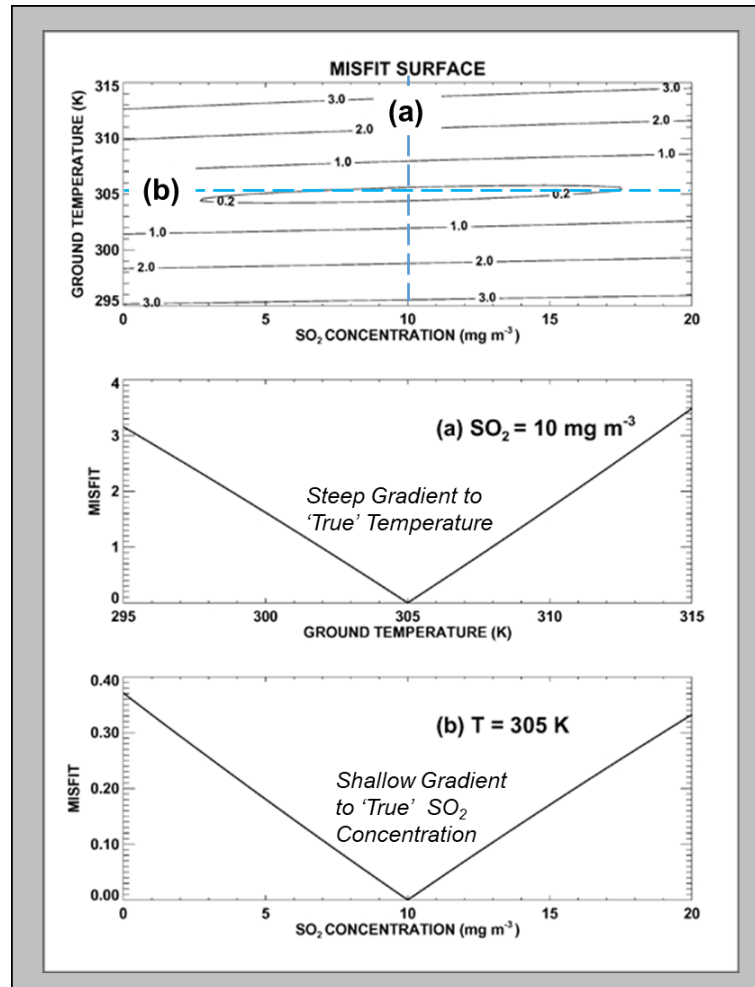 MISFIT SURFACE
315
310
305
300
295
GROUND TEMPERATURE (K)
3.0
3.0
2.0
2.0
1.0
1.0
0.2
0.2
1.0
1.0
2.0
2.0
3.0
3.0
(a)
(b)
0
5
10
15
20
SO₂ CONCENTRATION (mg m⁻³)
4
3
2
1
0
MISFIT
(a) SO₂ = 10 mg m⁻³
Steep Gradient to
‘True’ Temperature
295
300
305
310
315
GROUND TEMPERATURE (K)
0.40
0.30
0.20
0.10
0.00
MISFIT
(b) T = 305 K
Shallow Gradient
to ‘True’ SO₂
Concentration
0
5
10
15
20
SO₂ CONCENTRATION (mg m⁻³)